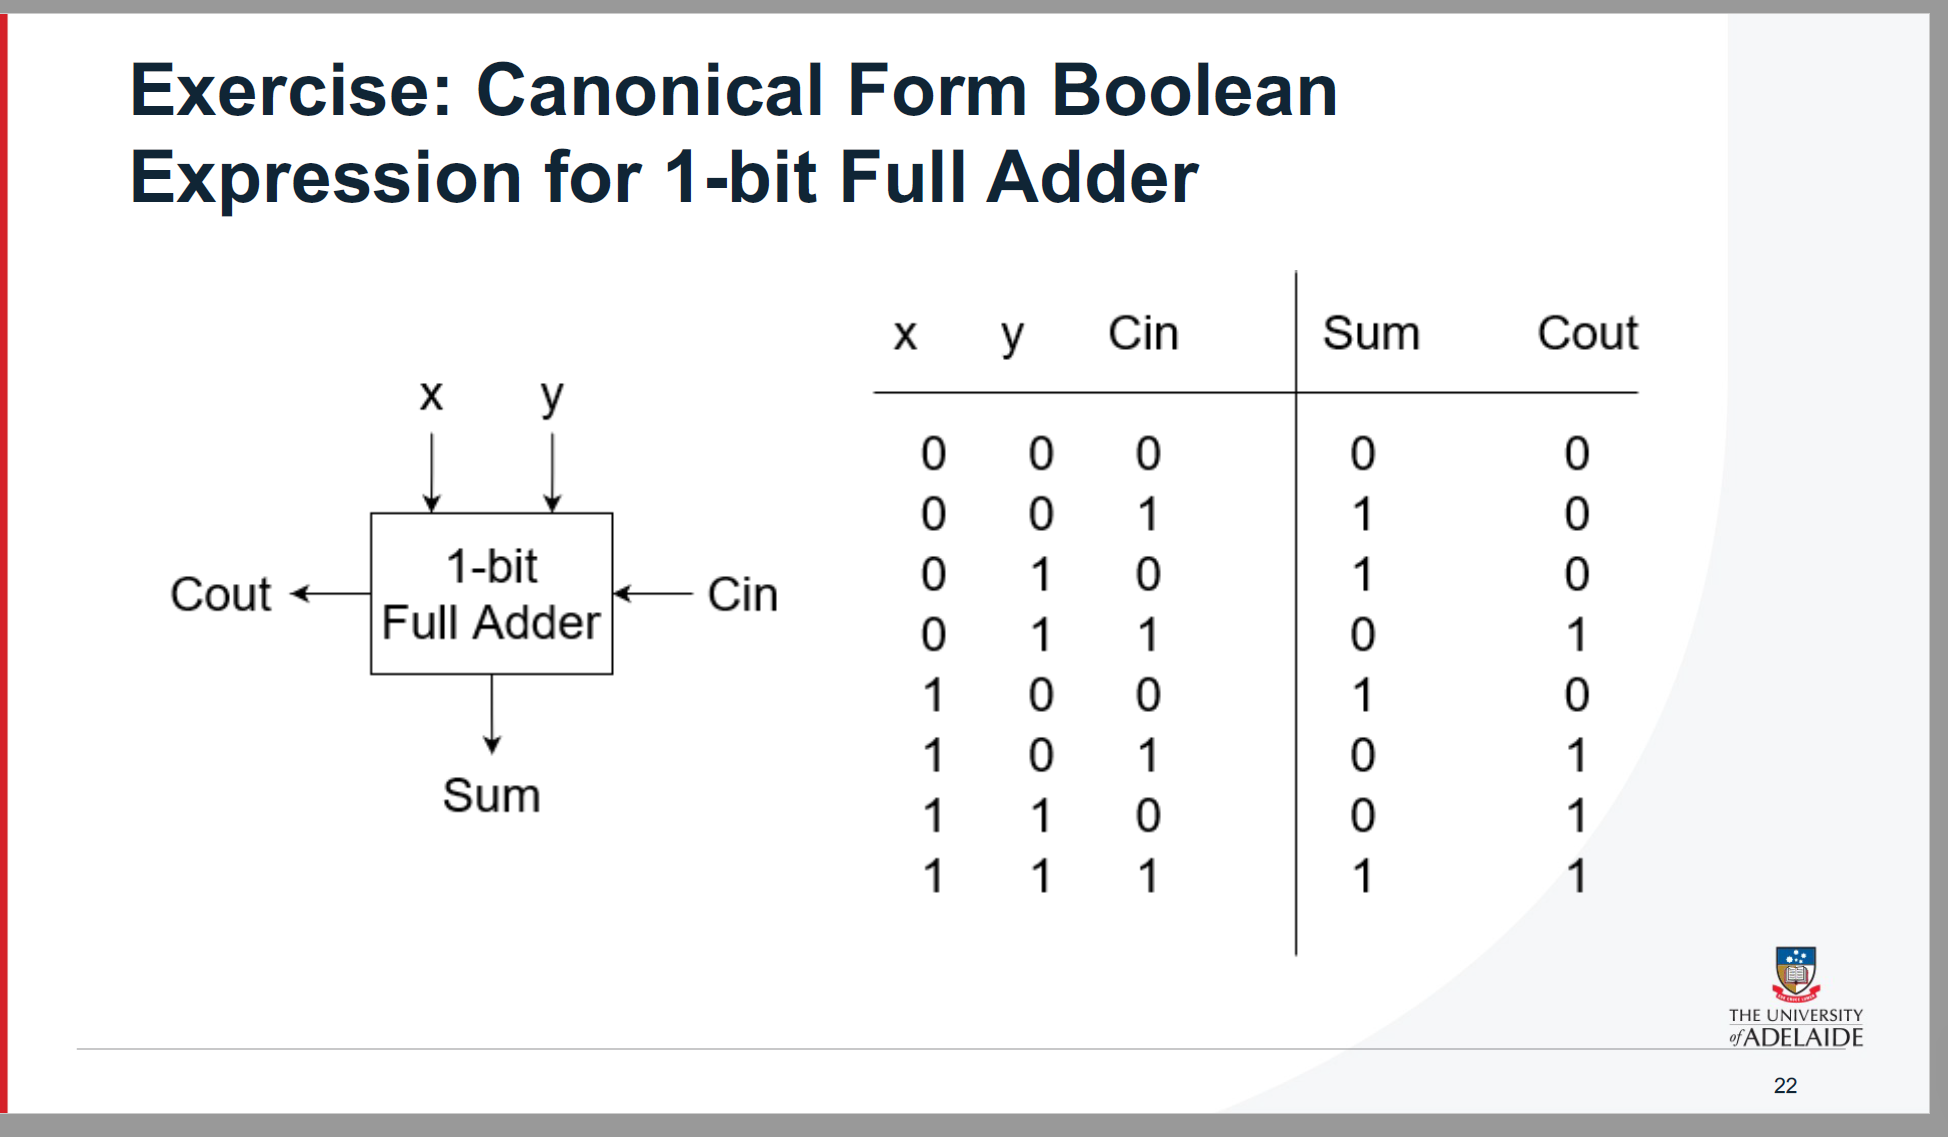 Exercise: Canonical Form Boolean
Expression for 1-bit Full Adder
x y
1-bit
Full Adder
Cout
Cin
Sum
x y Cin Sum Cout
0 0 0 0 0
0 0 1 1 0
0 1 0 1 0
0 1 1 0 1
1 0 0 1 0
1 0 1 0 1
1 1 0 0 1
1 1 1 1 1
THE UNIVERSITY
of ADELAIDE
22